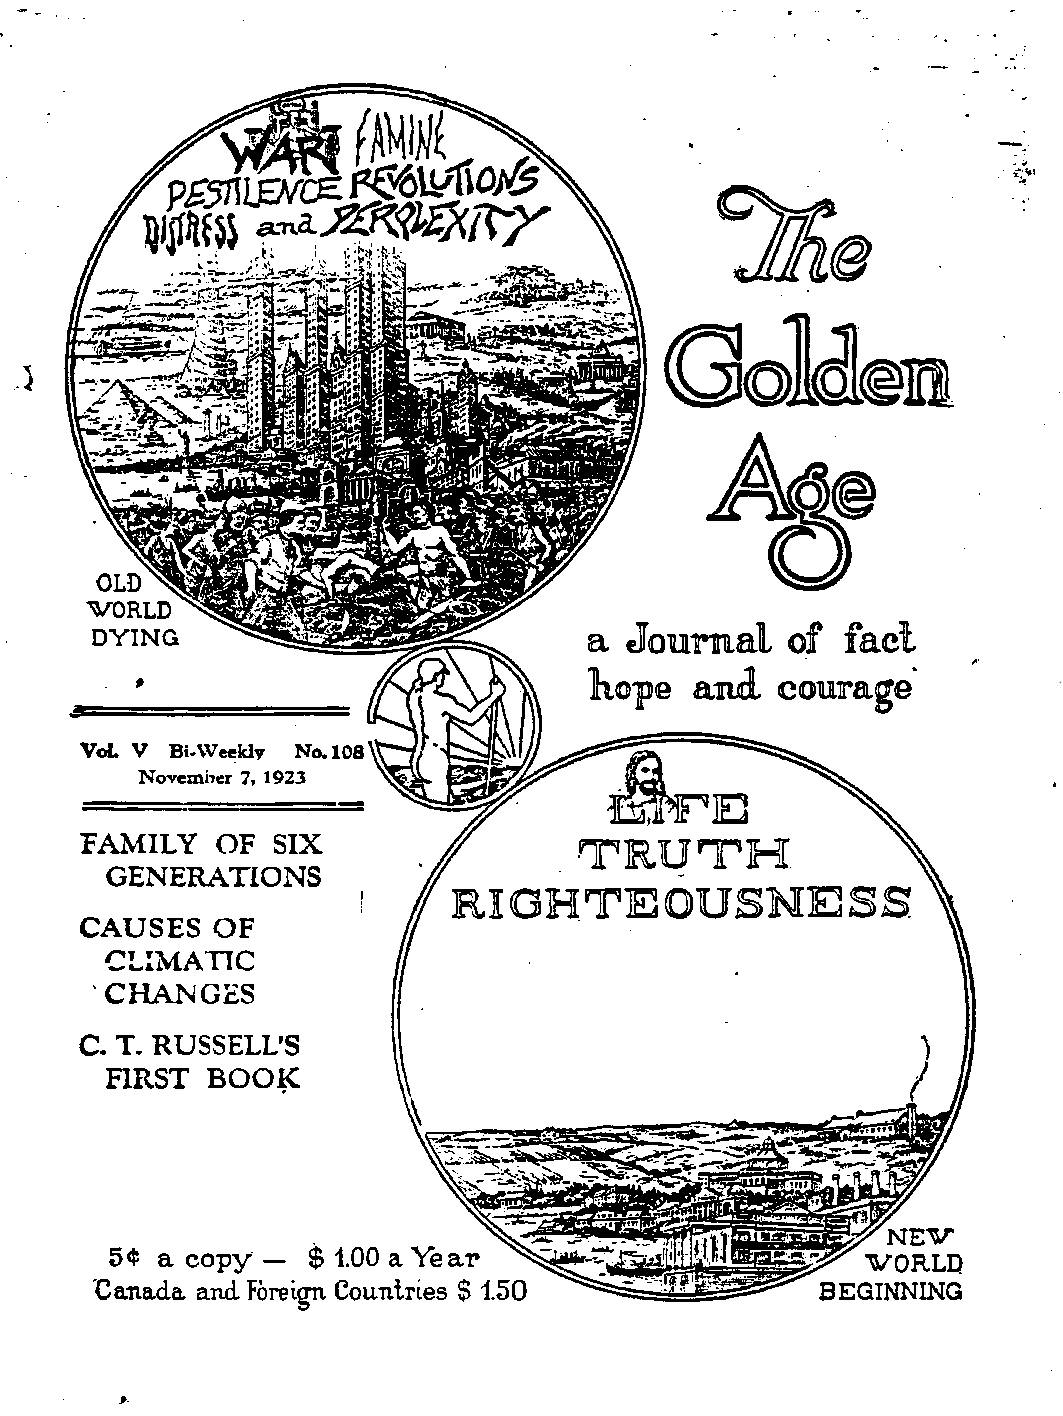 WAR FAMINE
PESTILENCE REVOLUTIONS
DISTRESS and PERPLEXITY
The
Golden
Age
OLD
WORLD
DYING
a Journal of fact
hope and courage
Vol. V Bi-Weekly No. 108
November 7, 1923
FAMILY OF SIX
GENERATIONS
CAUSES OF
CLIMATIC
CHANGES
C. T. RUSSELL'S
FIRST BOOK
LIFE
TRUTH
RIGHTEOUSNESS
NEW
WORLD
BEGINNING
5¢ a copy — $ 1.00 a Year
Canada and Foreign Countries $ 1.50